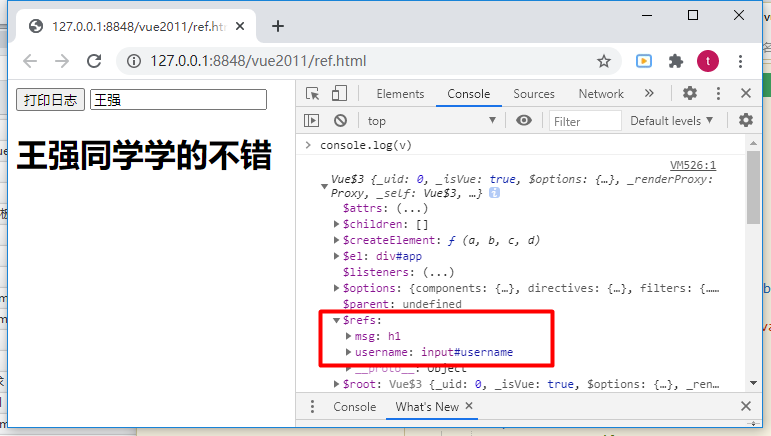 127.0.0.1:8848/vue2011/ref.ht
127.0.0.1:8848/vue2011/ref.html
t
打印日志 王强
王强同学学的不错
Elements Console Sources Network
top Filter Default levels
console.log(v)
VM526:1
Vue$3 {_uid: 0, _isVue: true, $options: {…}, _renderProxy:
Proxy, _self: Vue$3, …} i
$attrs: (...)
$children: []
$createElement: ƒ (a, b, c, d)
$el: div#app
$listeners: (...)
$options: {components: {…}, directives: {…}, filters: {……
$parent: undefined
$refs:
msg: h1
username: input#username
__proto__: Object
$root: Vue$3 {_uid: 0, _isVue: true, $options: {…}, _ren…
Console What's New